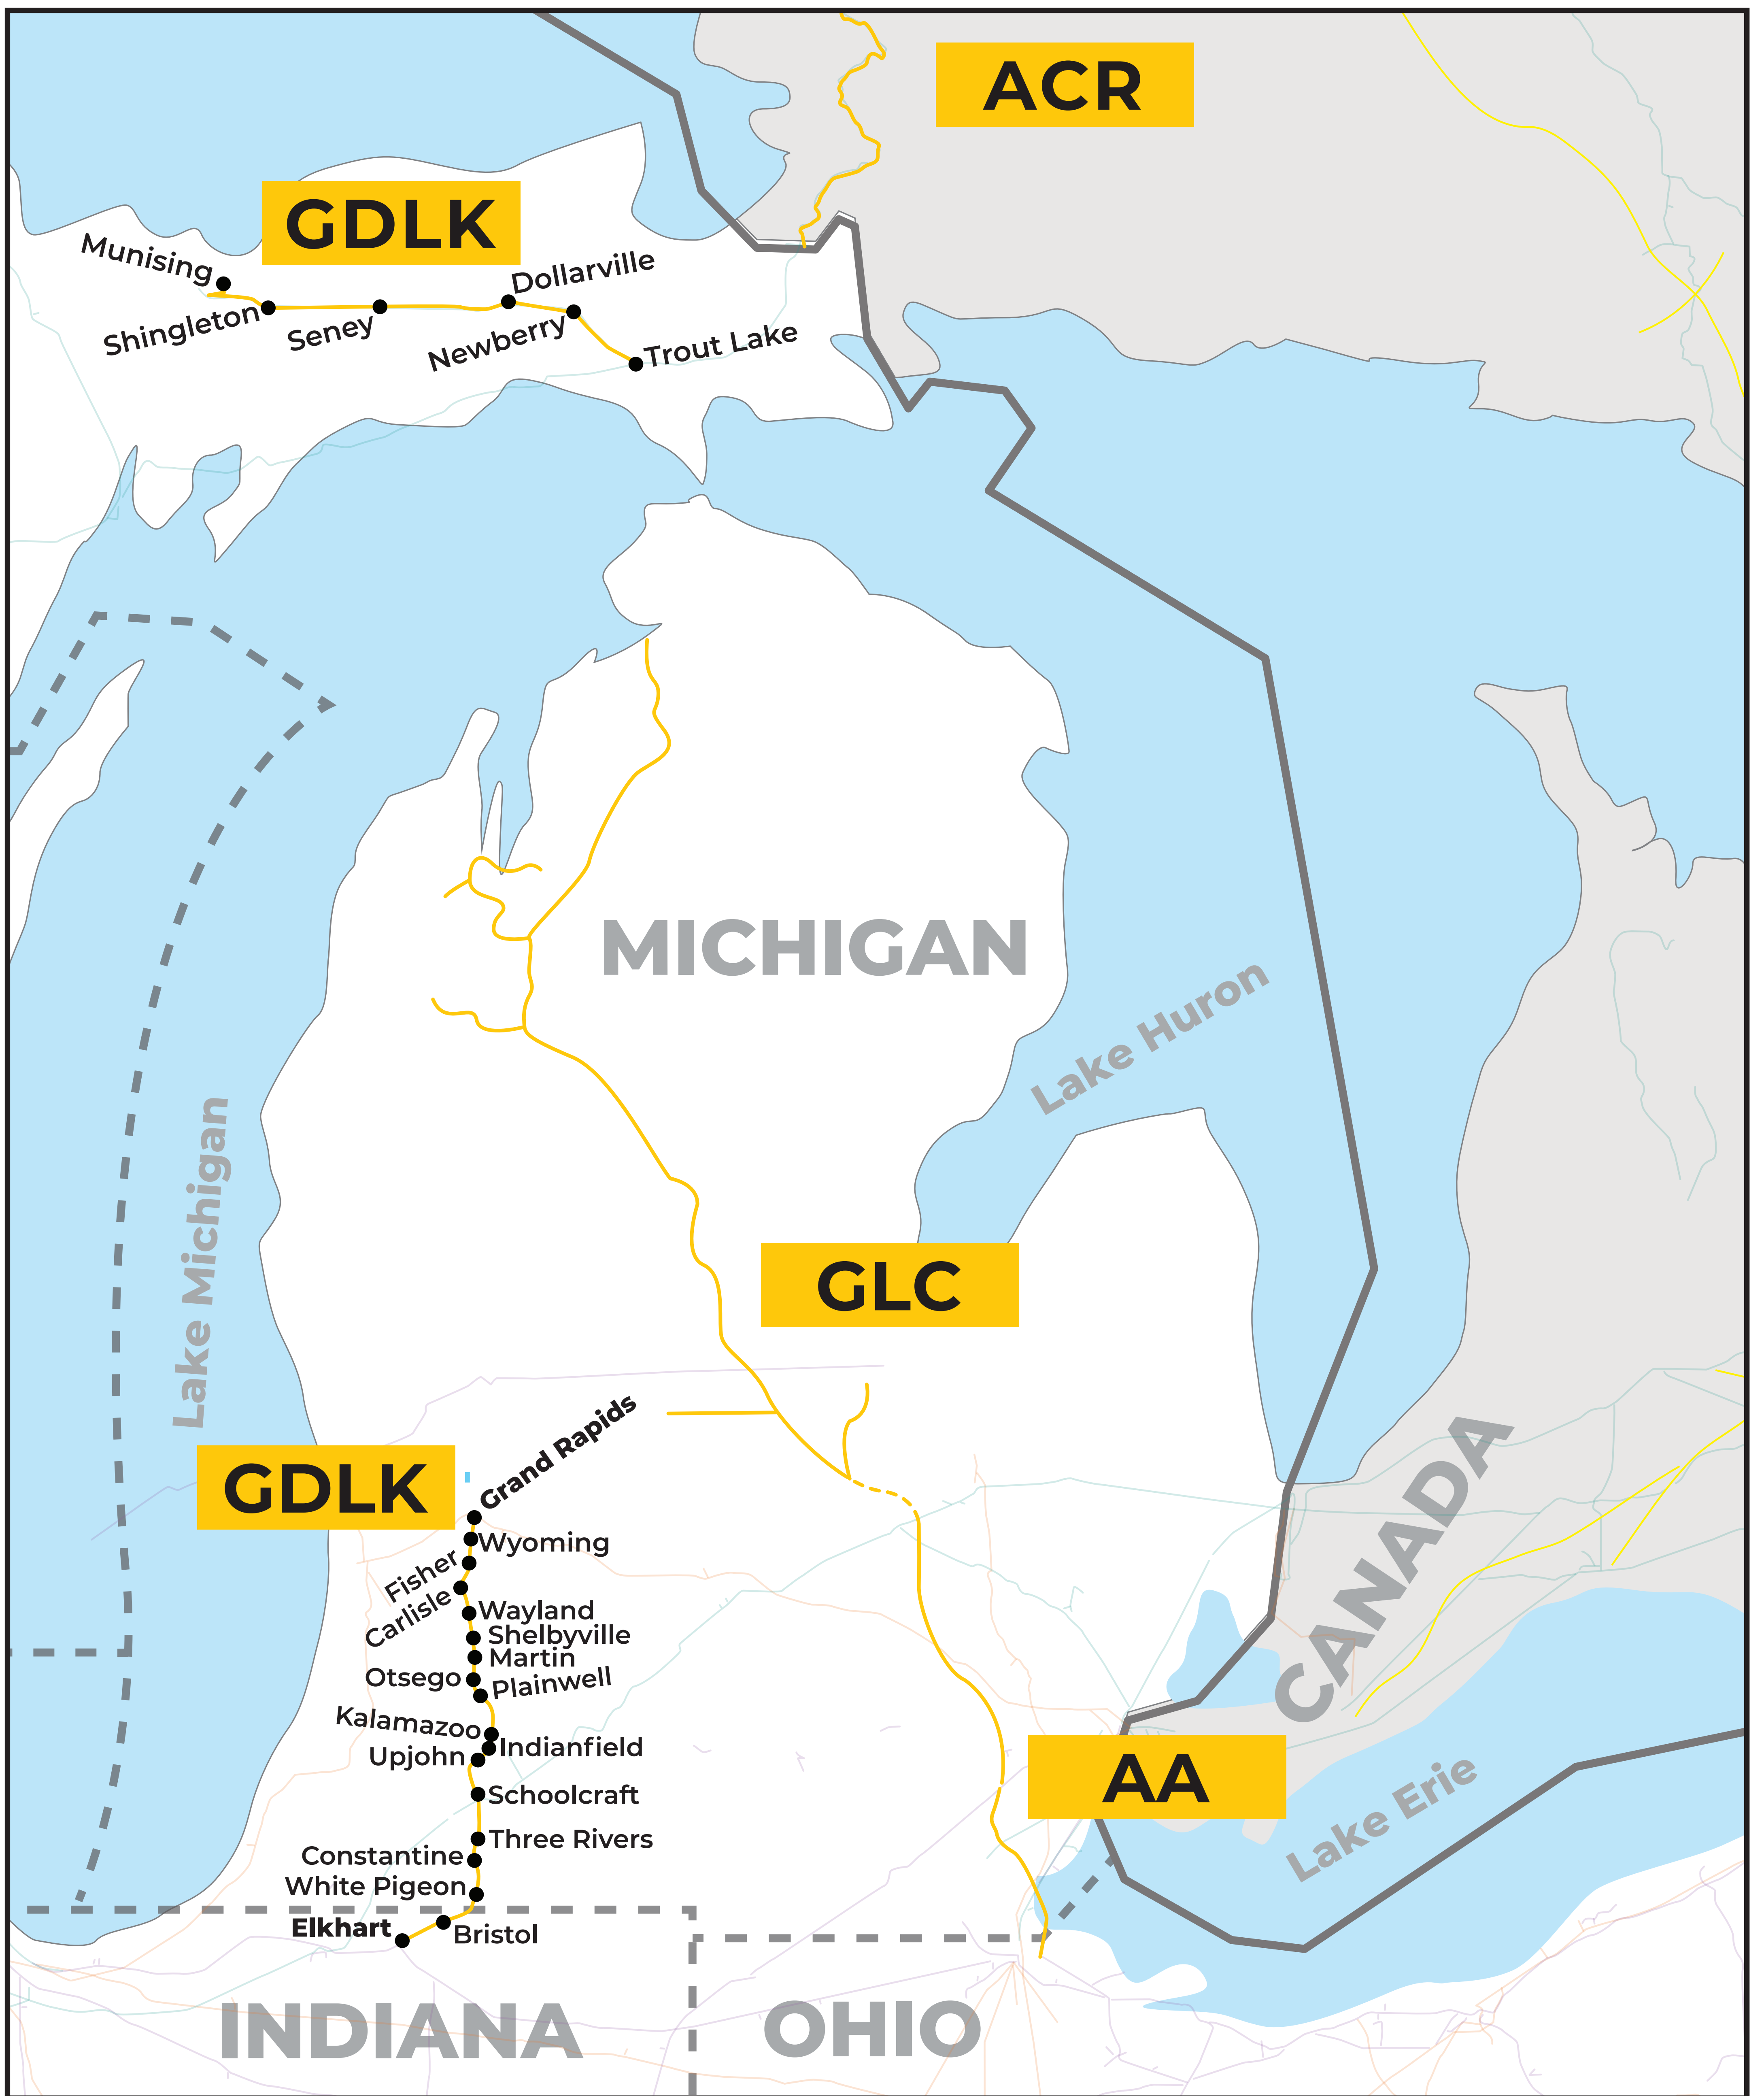 ACR
GDLK
Munising
Dollarville
Shingleton
Seney
Newberry
Trout Lake
MICHIGAN
Lake Huron
Lake Michigan
GLC
Grand Rapids
GDLK
CANADA
Wyoming
Fisher
Carlisle
Wayland
Shelbyville
Martin
Otsego
Plainwell
Kalamazoo
Indianfield
Upjohn
AA
Schoolcraft
Lake Erie
Three Rivers
Constantine
White Pigeon
Elkhart
Bristol
INDIANA
OHIO